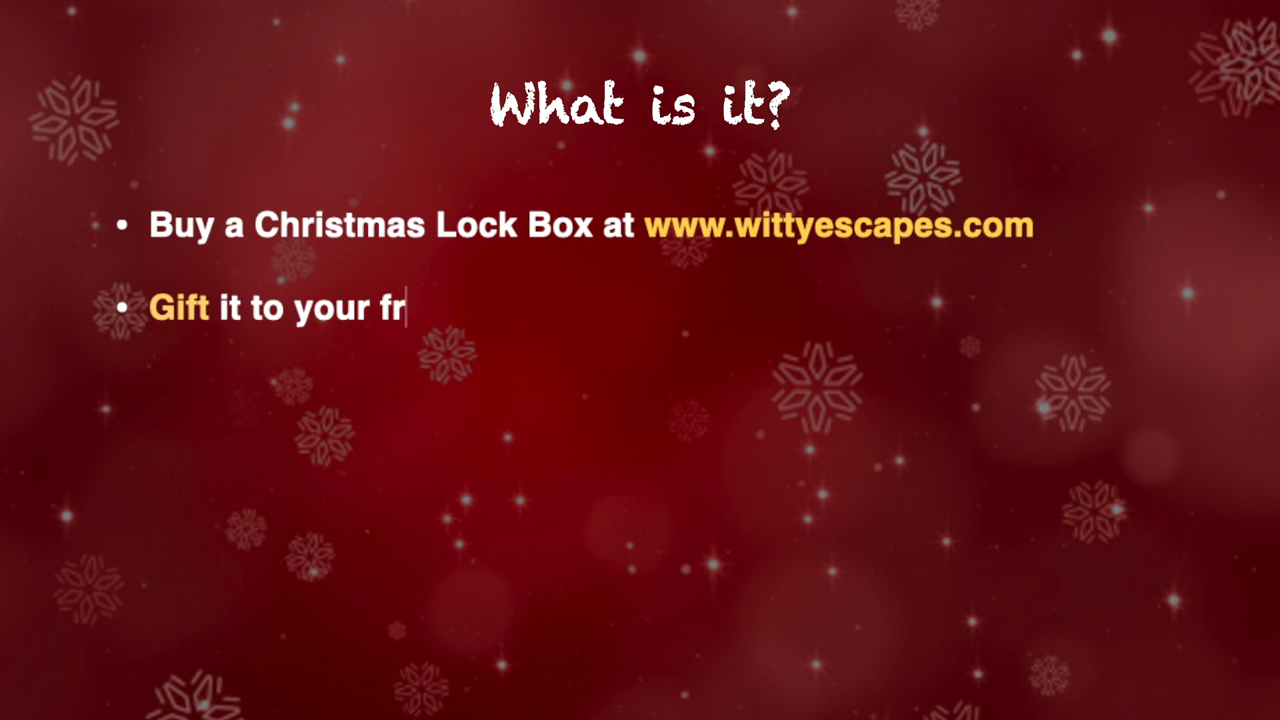 What is it?
• Buy a Christmas Lock Box at www.wittyescapes.com
• Gift it to your fr